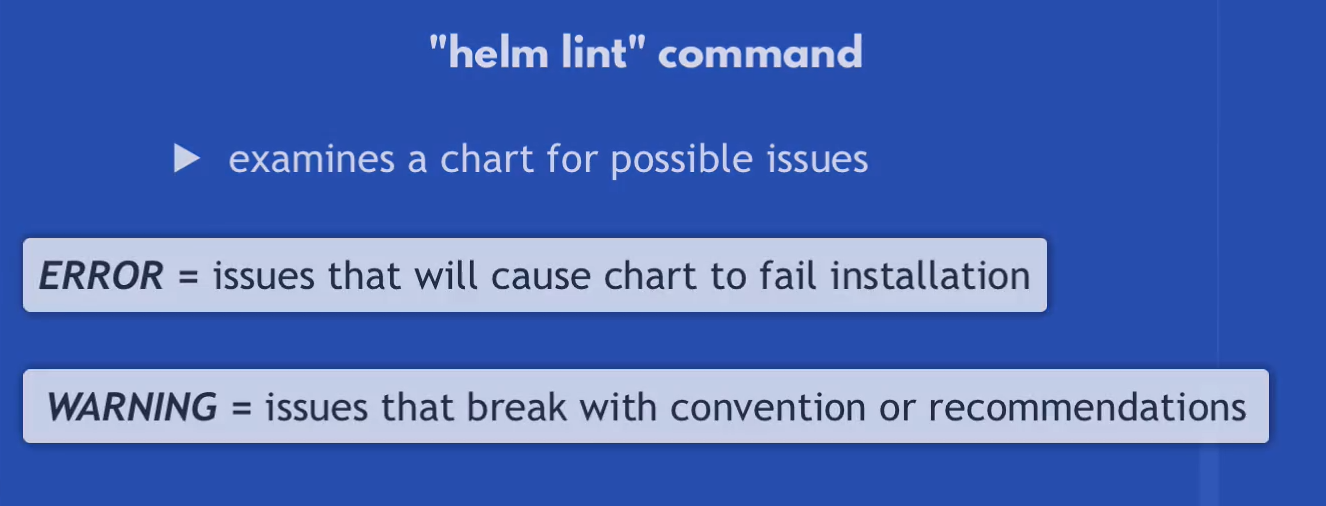 "helm lint" command
▶ examines a chart for possible issues
ERROR = issues that will cause chart to fail installation
WARNING = issues that break with convention or recommendations